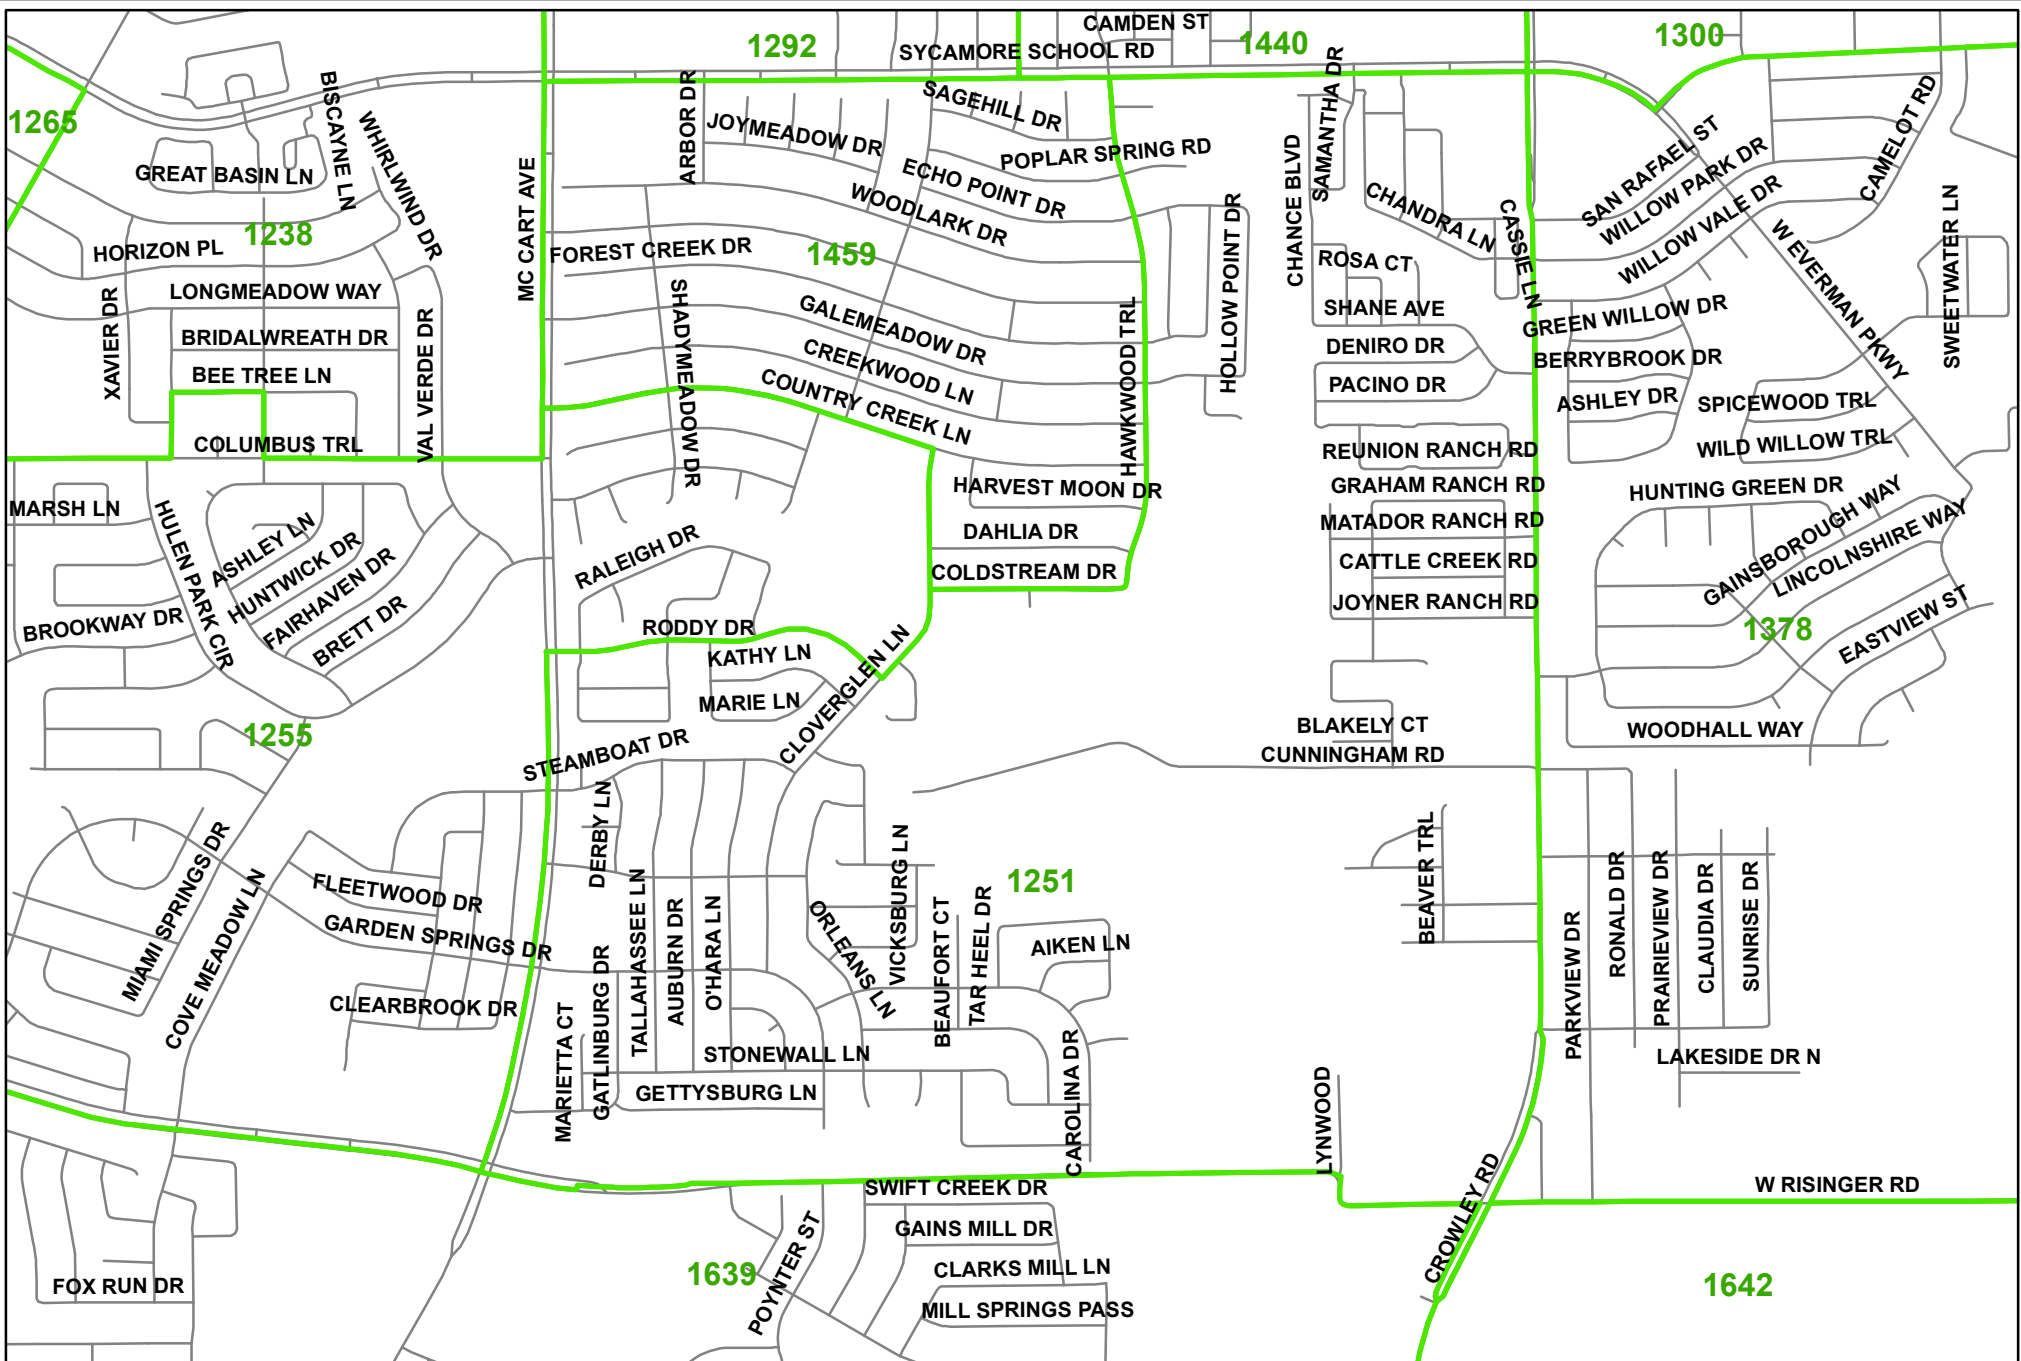 CAMDEN ST
1292
SYCAMORE SCHOOL RD
1440
1300
1265
BISCAYNE LN
WHIRLWIND DR
ARBOR DR
JOYMEADOW DR
SAGEHILL DR
SAMANTHA DR
CAMELOT RD
GREAT BASIN LN
MC CART AVE
ECHO POINT DR
POPLAR SPRING RD
CHANCE BLVD
SAN RAFAEL ST
WILLOW PARK DR
WILLOW VALE DR
WOODLARK DR
CHANDRA LN
CASSIE LN
SWEETWATER LN
1238
HORIZON PL
FOREST CREEK DR
1459
HOLLOW POINT DR
ROSA CT
W EVERMAN PKWY
LONGMEADOW WAY
XAVIER DR
SHADYMEADOW DR
GALEMEADOW DR
HAWKWOOD TRL
SHANE AVE
GREEN WILLOW DR
BRIDALWREATH DR
VAL VERDE DR
CREEKWOOD LN
DENIRO DR
BERRYBROOK DR
BEE TREE LN
COUNTRY CREEK LN
PACINO DR
ASHLEY DR
SPICEWOOD TRL
COLUMBUS TRL
REUNION RANCH RD
WILD WILLOW TRL
MARSH LN
HULEN PARK CIR
HARVEST MOON DR
GRAHAM RANCH RD
HUNTING GREEN DR
GAINSBOROUGH WAY
LINCOLNSHIRE WAY
ASHLEY LN
HUNTWICK DR
FAIRHAVEN DR
BRETT DR
RALEIGH DR
DAHLIA DR
MATADOR RANCH RD
COLDSTREAM DR
CATTLE CREEK RD
JOYNER RANCH RD
BROOKWAY DR
RODDY DR
1378
EASTVIEW ST
KATHY LN
MARIE LN
CLOVERGLEN LN
1255
BLAKELY CT
WOODHALL WAY
STEAMBOAT DR
CUNNINGHAM RD
MIAMI SPRINGS DR
COVE MEADOW LN
FLEETWOOD DR
GARDEN SPRINGS DR
DERBY LN
TALLAHASSEE LN
AUBURN DR
O'HARA LN
ORLEANS LN
VICKSBURG LN
1251
BEAUFORT CT
TAR HEEL DR
AIKEN LN
BEAVER TRL
PARKVIEW DR
RONALD DR
PRAIRIEVIEW DR
CLAUDIA DR
SUNRISE DR
CLEARBROOK DR
MARIETTA CT
GATLINBURG DR
STONEWALL LN
GETTYSBURG LN
CAROLINA DR
LAKESIDE DR N
LYNWOOD
CROWLEY RD
W RISINGER RD
SWIFT CREEK DR
GAINS MILL DR
POYNTER ST
1639
CLARKS MILL LN
FOX RUN DR
MILL SPRINGS PASS
1642